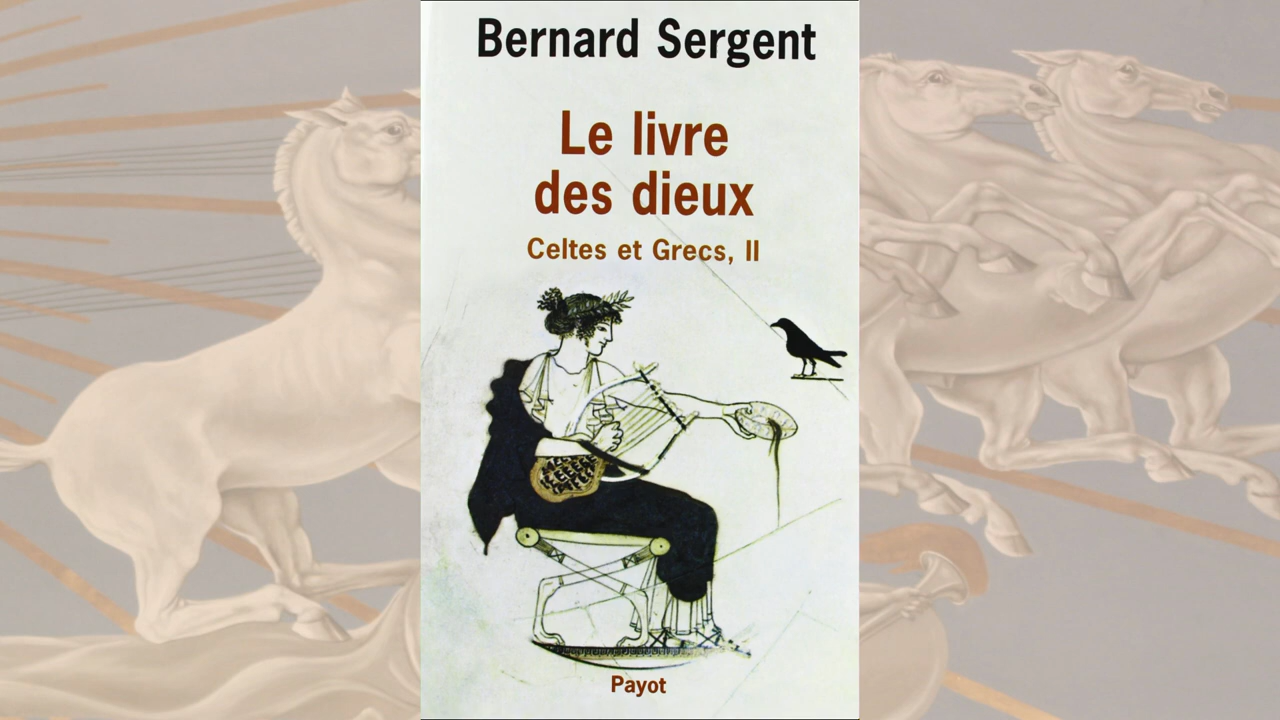 Bernard Sergent
Le livre
des dieux
Celtes et Grecs, II
Payot